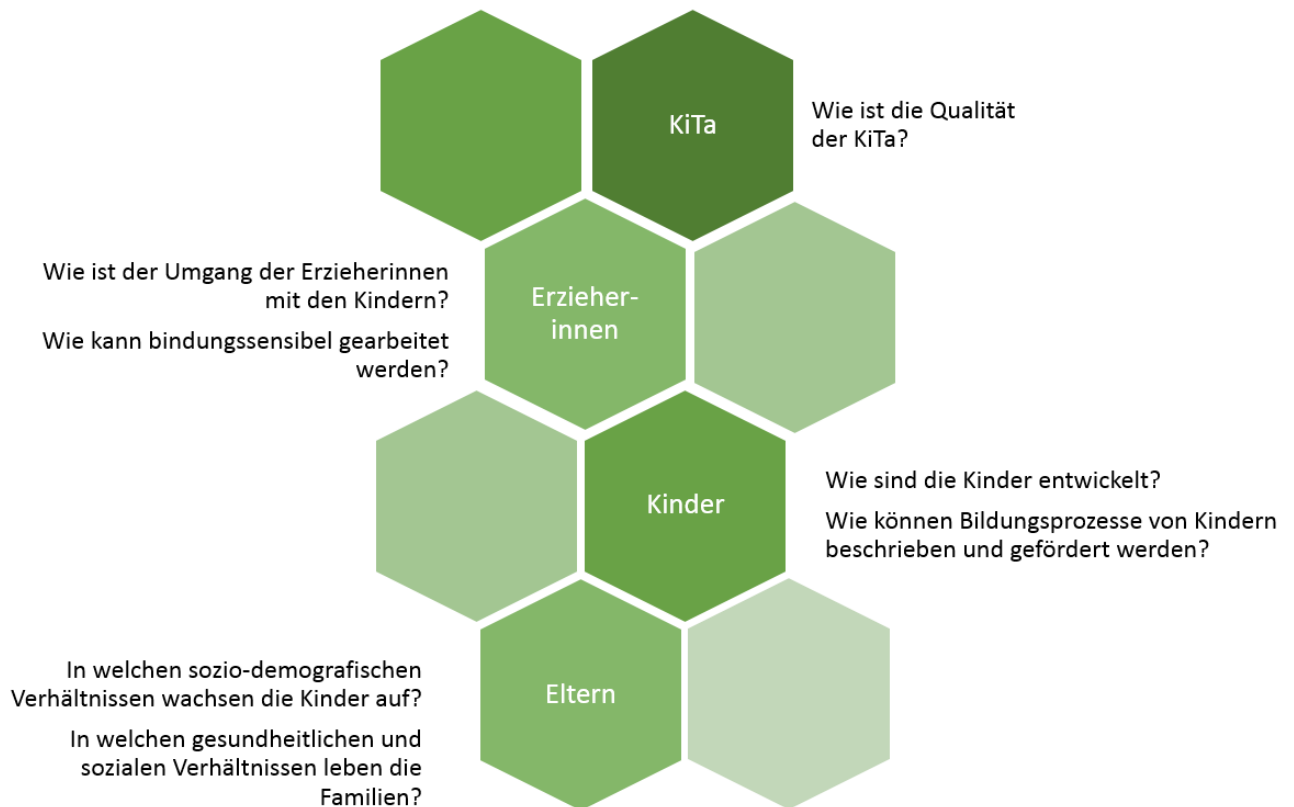 KiTa
Wie ist die Qualität
der KiTa?
Wie ist der Umgang der Erzieherinnen
mit den Kindern?
Wie kann bindungssensibel gearbeitet
werden?
Erzieher-
innen
Kinder
Wie sind die Kinder entwickelt?
Wie können Bildungsprozesse von Kindern
beschrieben und gefördert werden?
In welchen sozio-demografischen
Verhältnissen wachsen die Kinder auf?
In welchen gesundheitlichen und
sozialen Verhältnissen leben die
Familien?
Eltern